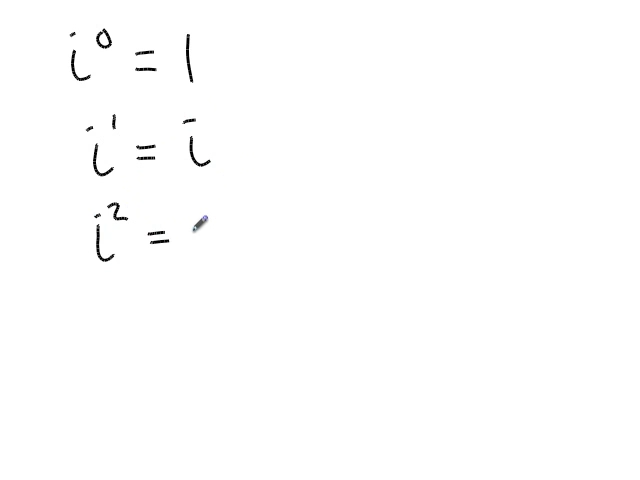 i⁰ = 1
i¹ = i
i² =